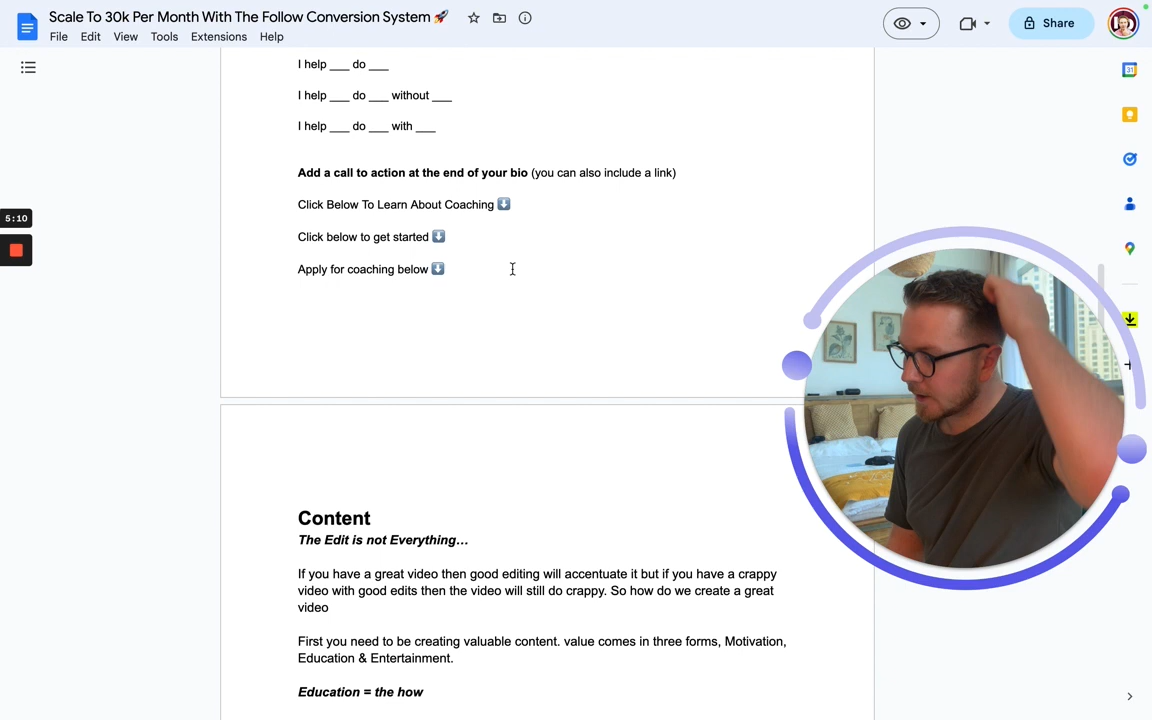 Scale To 30k Per Month With The Follow Conversion System 🚀
File Edit View Tools Extensions Help
Share
31
I help ___ do ___
I help ___ do ___ without ___
I help ___ do ___ with ___
Add a call to action at the end of your bio (you can also include a link)
Click Below To Learn About Coaching ⬇️
5:10
Click below to get started ⬇️
Apply for coaching below ⬇️
Content
The Edit is not Everything…
If you have a great video then good editing will accentuate it but if you have a crappy
video with good edits then the video will still do crappy. So how do we create a great
video
First you need to be creating valuable content. value comes in three forms, Motivation,
Education & Entertainment.
Education = the how